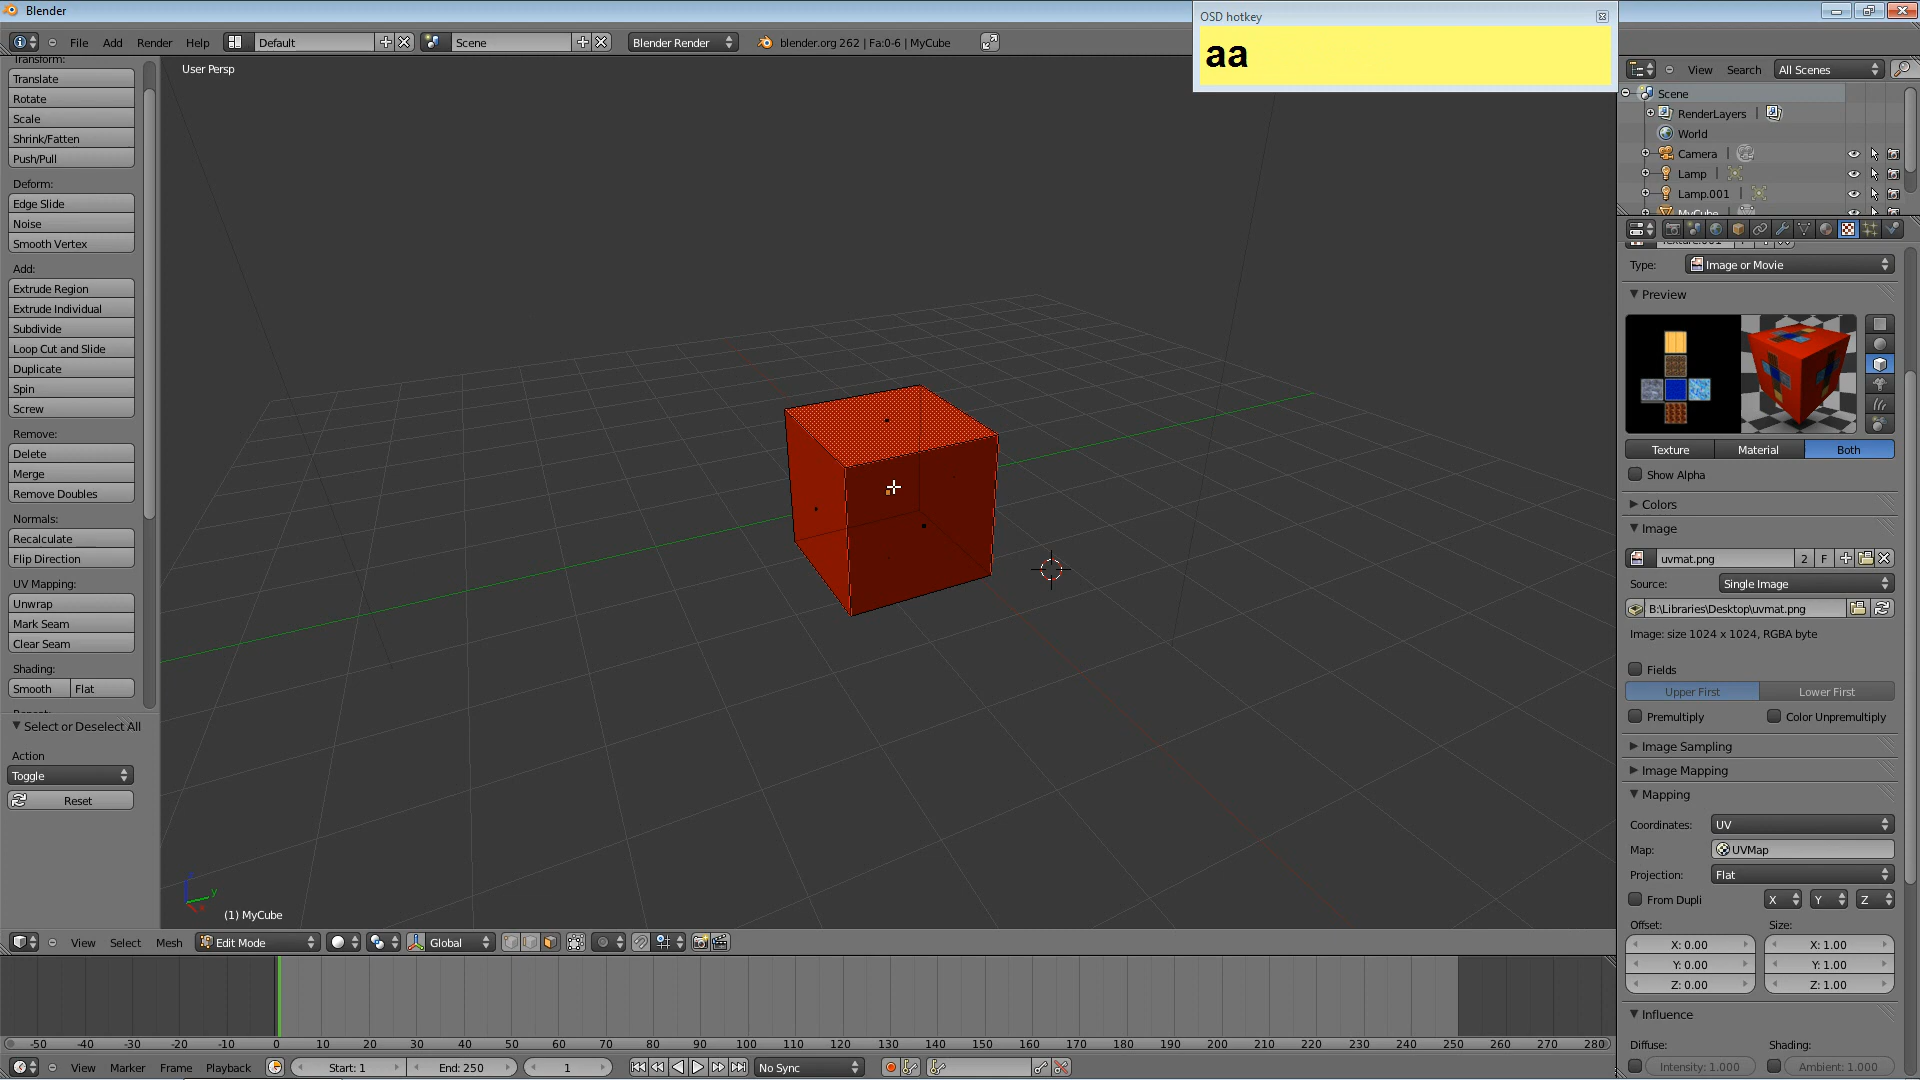 Blender
OSD hotkey
aa
File Add Render Help Default Scene Blender Render blender.org 262 | Fa:0-6 | MyCube
View Search All Scenes
Transform:
Translate
Rotate
Scale
Shrink/Fatten
Push/Pull
Deform:
Edge Slide
Noise
Smooth Vertex
Add:
Extrude Region
Extrude Individual
Subdivide
Loop Cut and Slide
Duplicate
Spin
Screw
Remove:
Delete
Merge
Remove Doubles
Normals:
Recalculate
Flip Direction
UV Mapping:
Unwrap
Mark Seam
Clear Seam
Shading:
Smooth Flat
Repeat:
Select or Deselect All
Action
Toggle
Reset
User Persp
y
(1) MyCube
Scene
RenderLayers |
World
Camera |
Lamp |
Lamp.001 |
MyCube
Texture.001
Type: Image or Movie
Preview
Texture Material Both
Show Alpha
Colors
Image
uvmat.png 2 F
Source: Single Image
B:\Libraries\Desktop\uvmat.png
Image: size 1024 x 1024, RGBA byte
Fields
Upper First Lower First
Premultiply Color Unpremultiply
Image Sampling
Image Mapping
Mapping
Coordinates: UV
Map: UVMap
Projection: Flat
From Dupli X Y Z
Offset: Size:
X: 0.00 X: 1.00
Y: 0.00 Y: 1.00
Z: 0.00 Z: 1.00
Influence
Diffuse: Shading:
Intensity: 1.000 Ambient: 1.000
View Select Mesh Edit Mode Global
-50 -40 -30 -20 -10 0 10 20 30 40 50 60 70 80 90 100 110 120 130 140 150 160 170 180 190 200 210 220 230 240 250 260 270 280
View Marker Frame Playback Start: 1 End: 250 1 No Sync